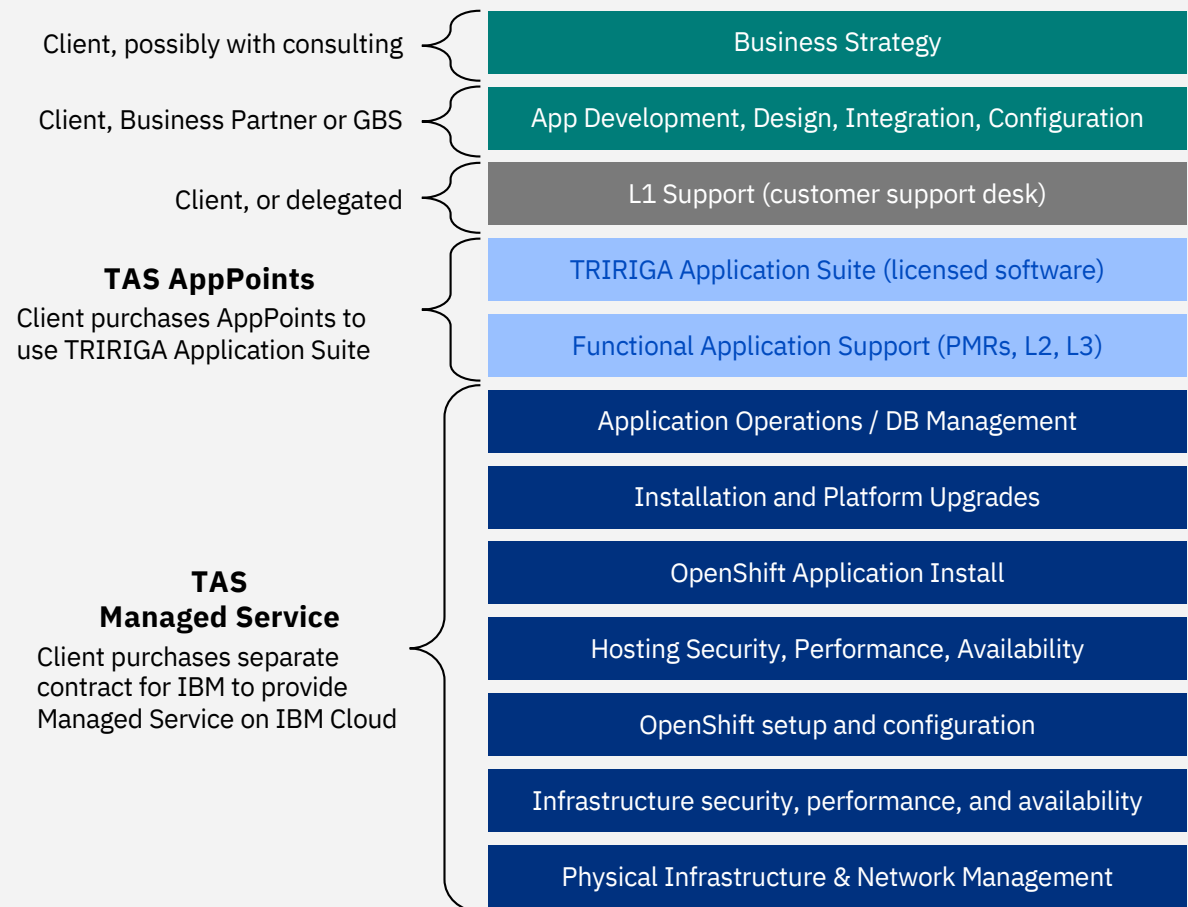 Client, possibly with consulting
Business Strategy
Client, Business Partner or GBS
App Development, Design, Integration, Configuration
Client, or delegated
L1 Support (customer support desk)
TAS AppPoints
Client purchases AppPoints to
use TRIRIGA Application Suite
TRIRIGA Application Suite (licensed software)
Functional Application Support (PMRs, L2, L3)
TAS
Managed Service
Client purchases separate
contract for IBM to provide
Managed Service on IBM Cloud
Application Operations / DB Management
Installation and Platform Upgrades
OpenShift Application Install
Hosting Security, Performance, Availability
OpenShift setup and configuration
Infrastructure security, performance, and availability
Physical Infrastructure & Network Management